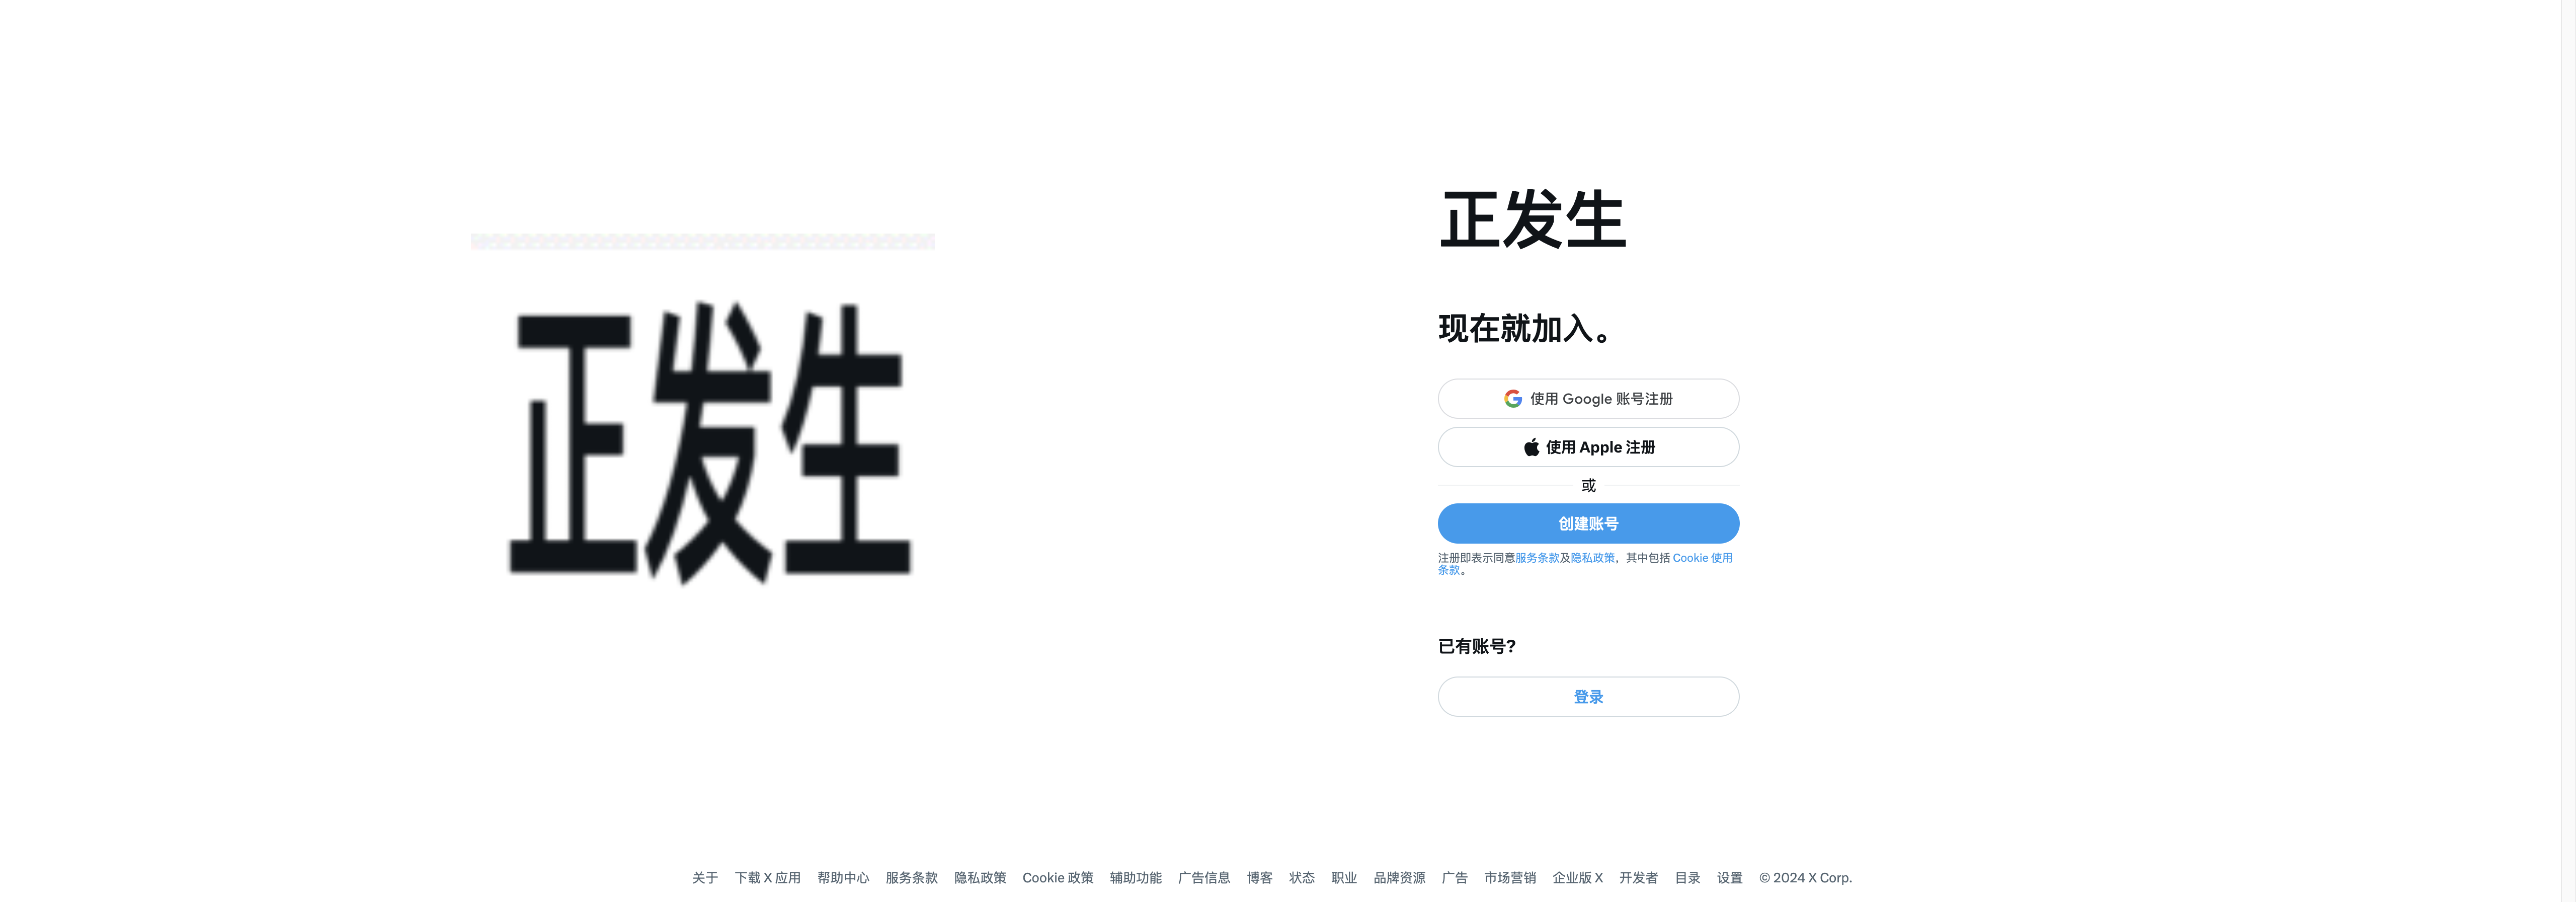 正发生
正发生
现在就加入。
使用 Google 账号注册
使用 Apple 注册
或
创建账号
注册即表示同意服务条款及隐私政策，其中包括 Cookie 使用
条款。
已有账号?
登录
关于 下载 X 应用 帮助中心 服务条款 隐私政策 Cookie 政策 辅助功能 广告信息 博客 状态 职业 品牌资源 广告 市场营销 企业版 X 开发者 目录 设置 © 2024 X Corp.